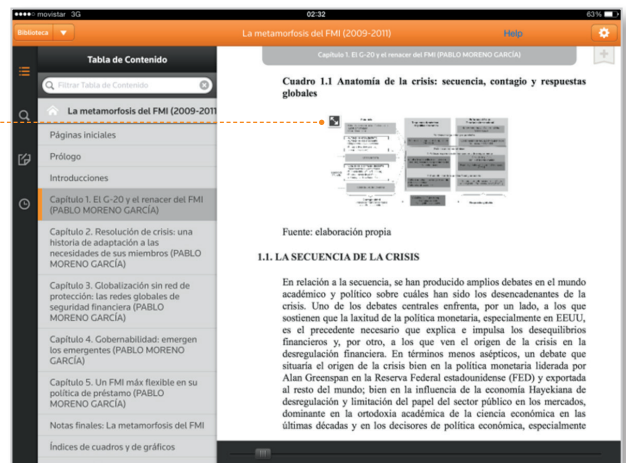 movistar 3G
02:32
83%
Biblioteca
La metamorfosis del FMI (2009-2011)
Help
Tabla de Contenido
Filtrar Tabla de Contenido
La metamorfosis del FMI (2009-2011
Páginas iniciales
Prólogo
Introducciones
Capítulo 1. El G-20 y el renacer del FMI
(PABLO MORENO GARCÍA)
Capítulo 2. Resolución de crisis: una
historia de adaptación a las
necesidades de sus miembros (PABLO
MORENO GARCÍA)
Capítulo 3. Globalización sin red de
protección: las redes globales de
seguridad financiera (PABLO
MORENO GARCÍA)
Capítulo 4. Gobernabilidad: emergen
los emergentes (PABLO MORENO
GARCÍA)
Capítulo 5. Un FMI máx flexible en su
política de préstamo (PABLO
MORENO GARCÍA)
Notas finales: La metamorfosis del FMI
Índices de cuadros y de gráficos
Capítulo 1. El G-20 y el renacer del FMI (PABLO MORENO GARCÍA)
Cuadro 1.1 Anatomía de la crisis: secuencia, contagio y respuestas
globales
Fuente: elaboración propia
1.1. LA SECUENCIA DE LA CRISIS
En relación a la secuencia, se han producido amplios debates en el mundo
académico y político sobre cuáles han sido los desencadenantes de la
crisis. Uno de los debates centrales enfrenta, por un lado, a los que
sostienen que la laxitud de la política monetaria, especialmente en EEUU,
es el precedente necesario que explica e impulsa los desequilibrios
financieros y, por otro, a los que ven el origen de la crisis en la
desregulación financiera. En términos menos asépticos, un debate que
situaría el origen de la crisis bien en la política monetaria liderada por
Alan Greenspan en la Reserva Federal estadounidense (FED) y exportada
al resto del mundo; bien en la influencia de la economía Hayekiana de
desregulación y limitación del papel del sector público en los mercados,
dominante en la ortodoxia académica de la ciencia económica en las
últimas décadas y en los decisores de política económica, especialmente